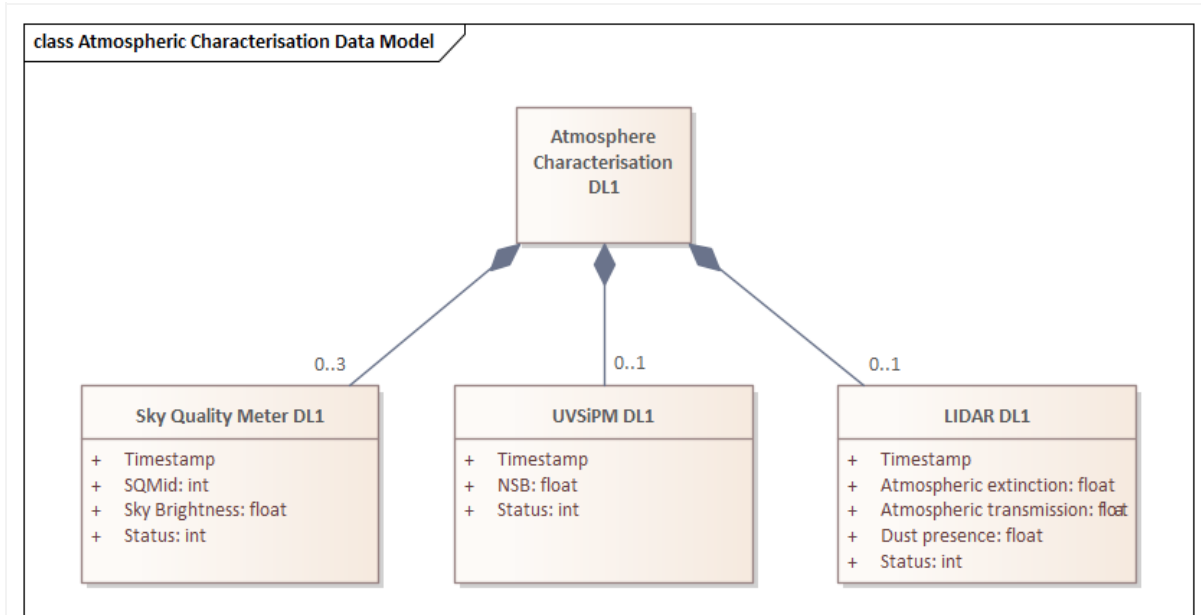 class Atmospheric Characterisation Data Model
Atmosphere
Characterisation
DL1
0..3
0..1
0..1
Sky Quality Meter DL1
+ Timestamp
+ SQMid: int
+ Sky Brightness: float
+ Status: int
UVSiPM DL1
+ Timestamp
+ NSB: float
+ Status: int
LIDAR DL1
+ Timestamp
+ Atmospheric extinction: float
+ Atmospheric transmission: float
+ Dust presence: float
+ Status: int